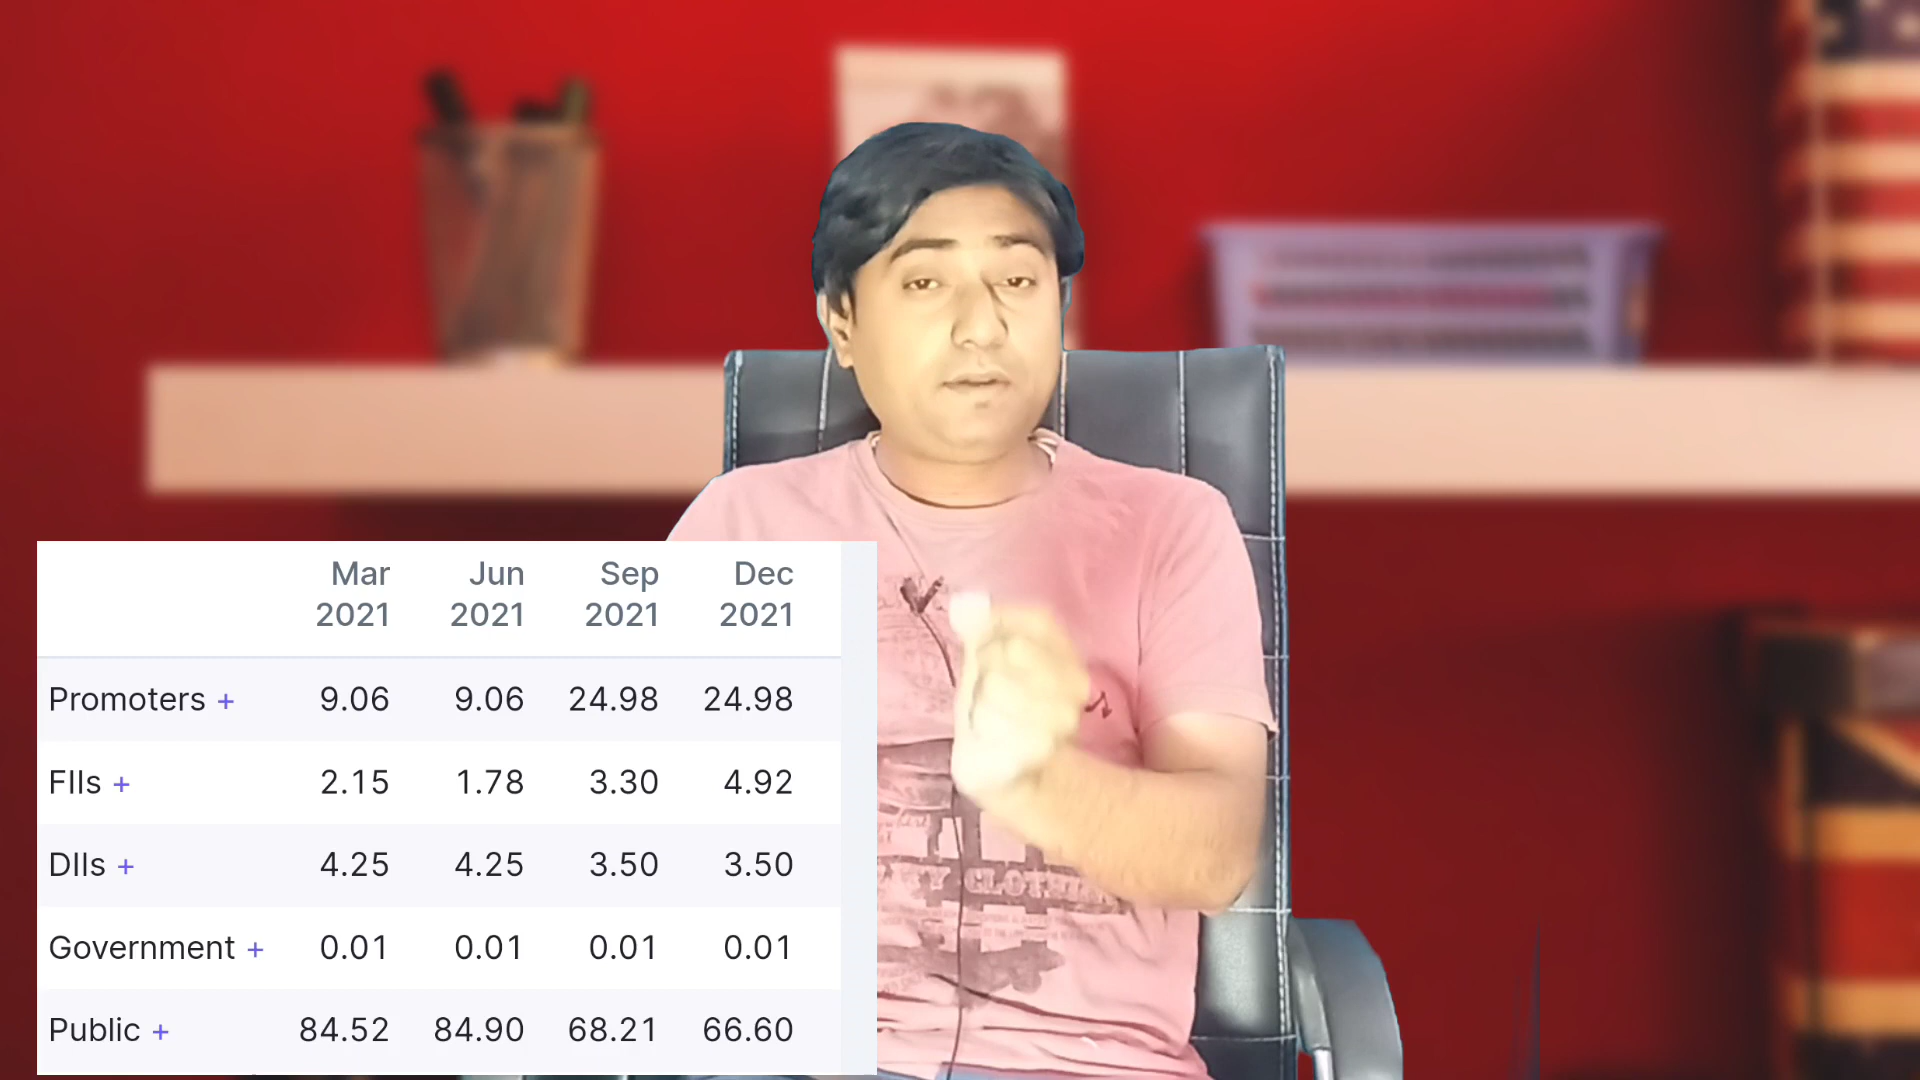 Mar Jun Sep Dec
2021 2021 2021 2021
Promoters + 9.06 9.06 24.98 24.98
FIIs + 2.15 1.78 3.30 4.92
DIIs + 4.25 4.25 3.50 3.50
Government + 0.01 0.01 0.01 0.01
Public + 84.52 84.90 68.21 66.60